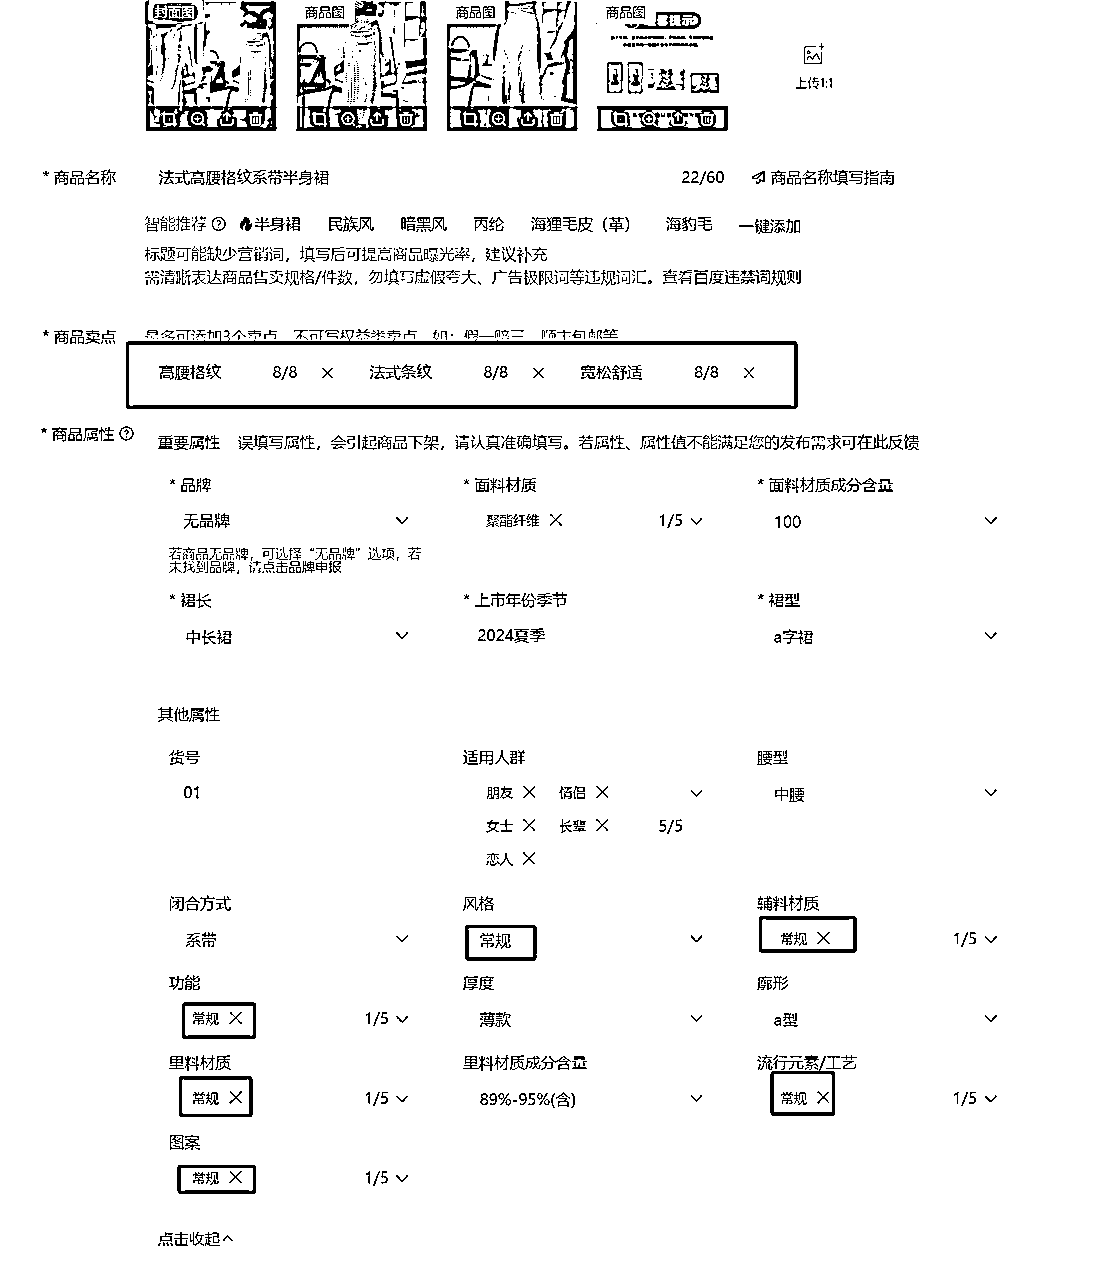 封面图 商品图 商品图 商品图
上传1:1
* 商品名称 法式高腰格纹系带半身裙 22/60 商品名称填写指南
智能推荐 半身裙 民族风 暗黑风 丙纶 海狸毛皮（革） 海豹毛 一键添加
标题可能缺少营销词，填写后可提高商品曝光率，建议补充
需清晰表达商品售卖规格/件数，勿填写虚假夸大、广告极限词等违规词汇。查看百度违禁词规则
* 商品卖点 最多可添加3个卖点，不可写权益类卖点，如：假一赔三、顺丰包邮等
高腰格纹 8/8 × 法式条纹 8/8 × 宽松舒适 8/8 ×
* 商品属性 重要属性 误填写属性，会引起商品下架，请认真准确填写。若属性、属性值不能满足您的发布需求可在此反馈
* 品牌 * 面料材质 * 面料材质成分含量
无品牌 聚酯纤维 × 1/5 100
若商品无品牌，可选择“无品牌”选项，若
未找到品牌，请点击品牌申报
* 裙长 * 上市年份季节 * 裙型
中长裙 2024夏季 a字裙
其他属性
货号 适用人群 腰型
01 朋友 × 情侣 × 中腰
女士 × 长辈 × 5/5
恋人 ×
闭合方式 风格 辅料材质
系带 常规 常规 × 1/5
功能 厚度 廓形
常规 × 1/5 薄款 a型
里料材质 里料材质成分含量 流行元素/工艺
常规 × 1/5 89%-95%(含) 常规 × 1/5
图案
常规 × 1/5
点击收起